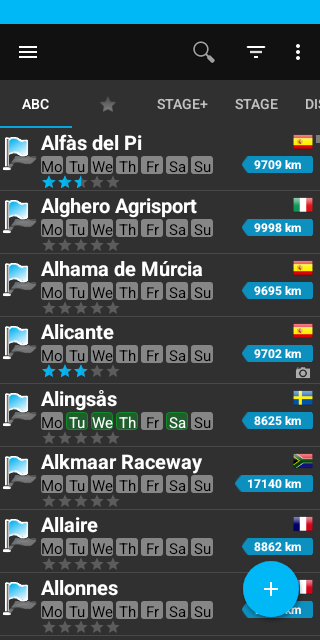 ABC STAGE+ STAGE DIS
Alfàs del Pi
Mo Tu We Th Fr Sa Su 9709 km
Alghero Agrisport
Mo Tu We Th Fr Sa Su 9998 km
Alhama de Múrcia
Mo Tu We Th Fr Sa Su 9695 km
Alicante
Mo Tu We Th Fr Sa Su 9702 km
Alingsås
Mo Tu We Th Fr Sa Su 8625 km
Alkmaar Raceway
Mo Tu We Th Fr Sa Su 17140 km
Allaire
Mo Tu We Th Fr Sa Su 8862 km
Allonnes
Mo Tu We Th Fr Sa Su km